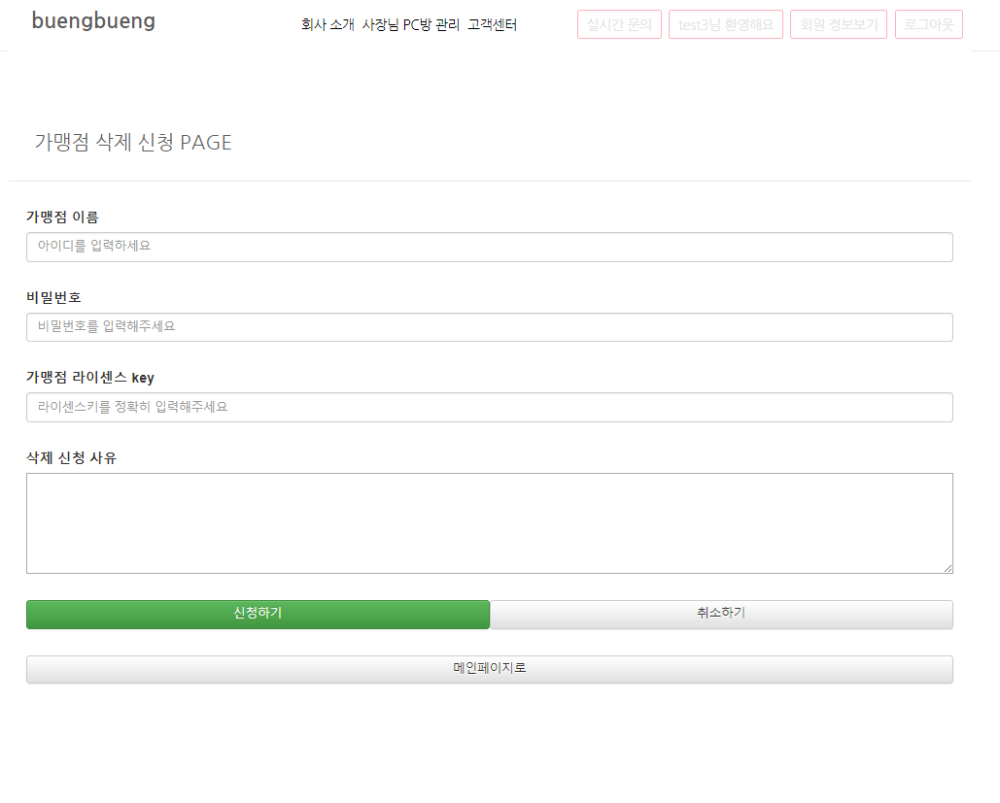 buengbueng
회사 소개 사장님 PC방 관리 고객센터
실시간 문의 test3님 환영해요 회원 정보보기 로그아웃
가맹점 삭제 신청 PAGE
가맹점 이름
아이디를 입력하세요
비밀번호
비밀번호를 입력해주세요
가맹점 라이센스 key
라이센스키를 정확히 입력해주세요
삭제 신청 사유
신청하기 취소하기
메인페이지로